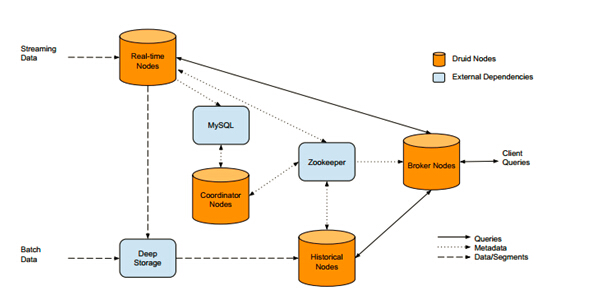 Streaming
Data
Real-time
Nodes
Druid Nodes
External Dependencies
MySQL
Zookeeper
Broker Nodes
Client
Queries
Coordinator
Nodes
Batch
Data
Deep
Storage
Historical
Nodes
Queries
Metadata
Data/Segments